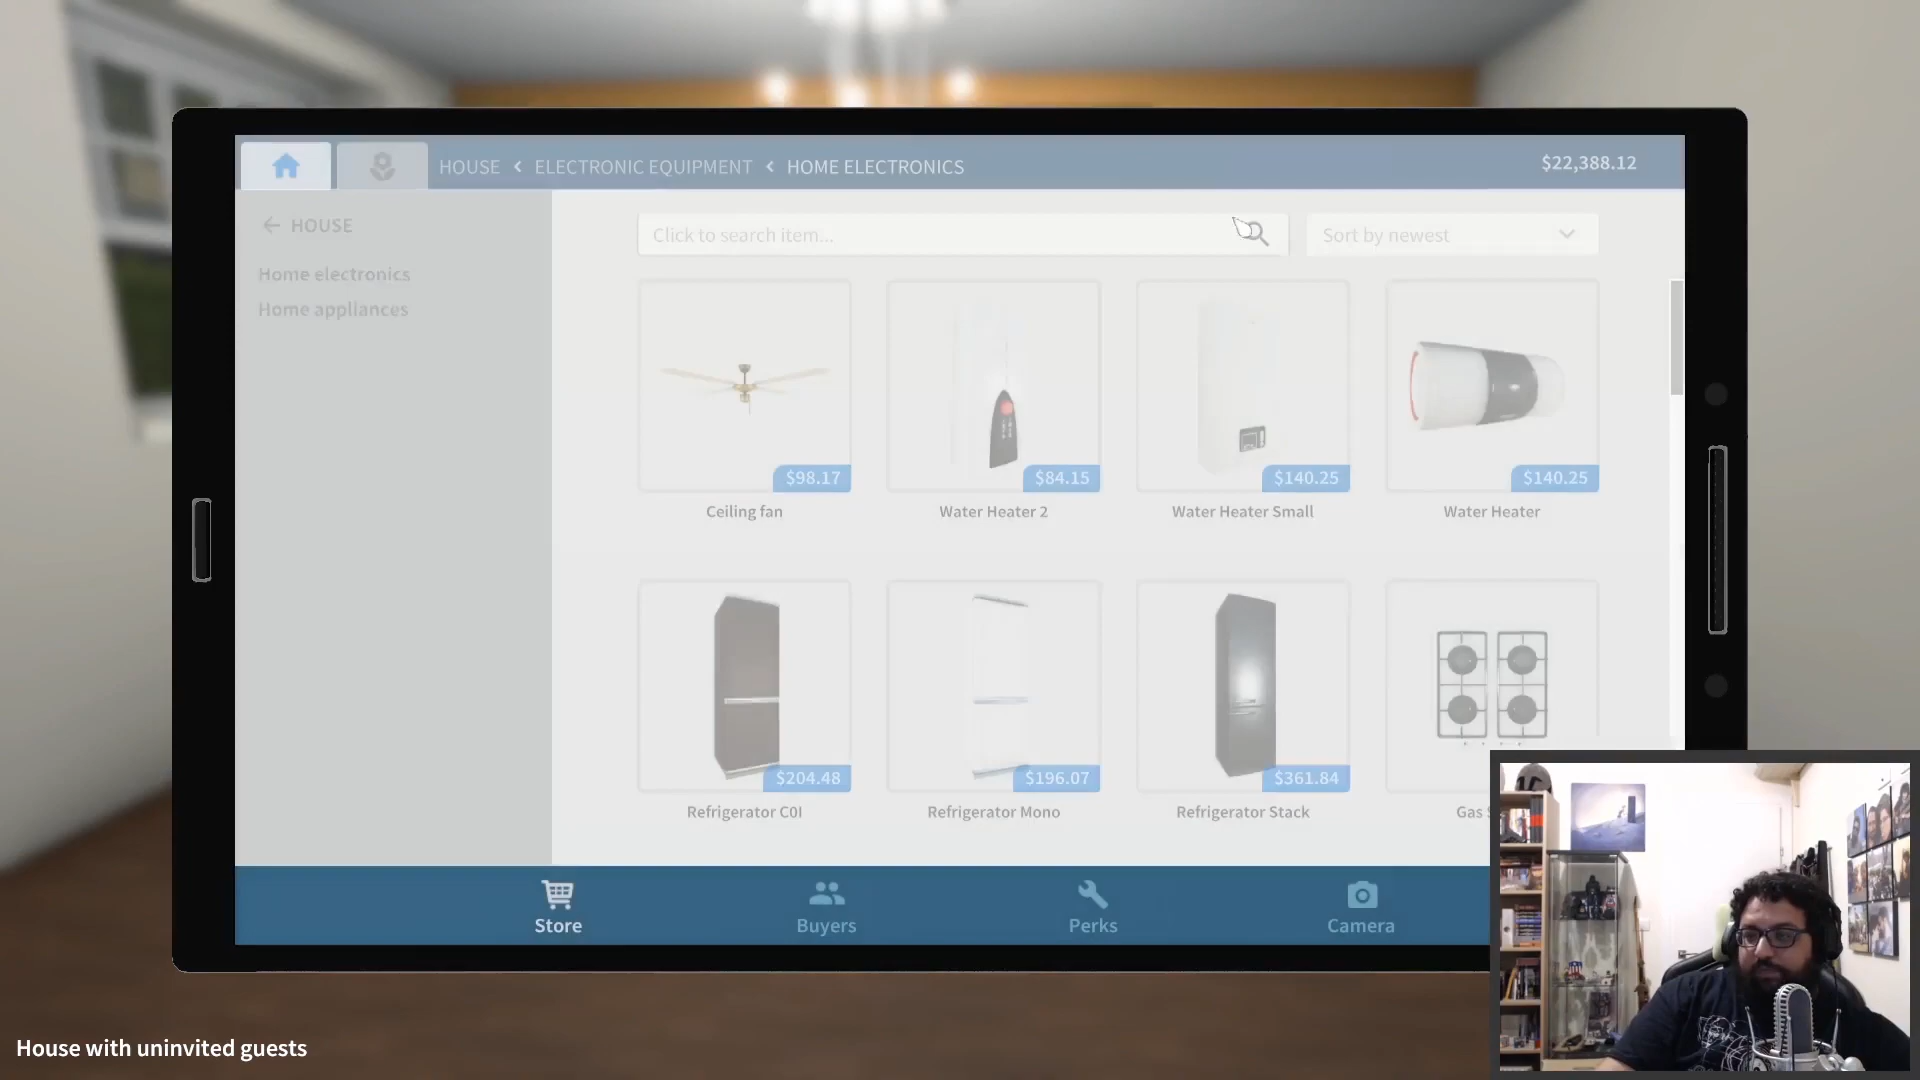 HOUSE < ELECTRONIC EQUIPMENT < HOME ELECTRONICS
$22,388.12
HOUSE
Home electronics
Home appliances
Click to search item...
Sort by newest
$98.17
$84.15
$140.25
$140.25
Ceiling fan
Water Heater 2
Water Heater Small
Water Heater
$204.48
$196.07
$361.84
Refrigerator C0I
Refrigerator Mono
Refrigerator Stack
Gas
Store
Buyers
Perks
Camera
House with uninvited guests